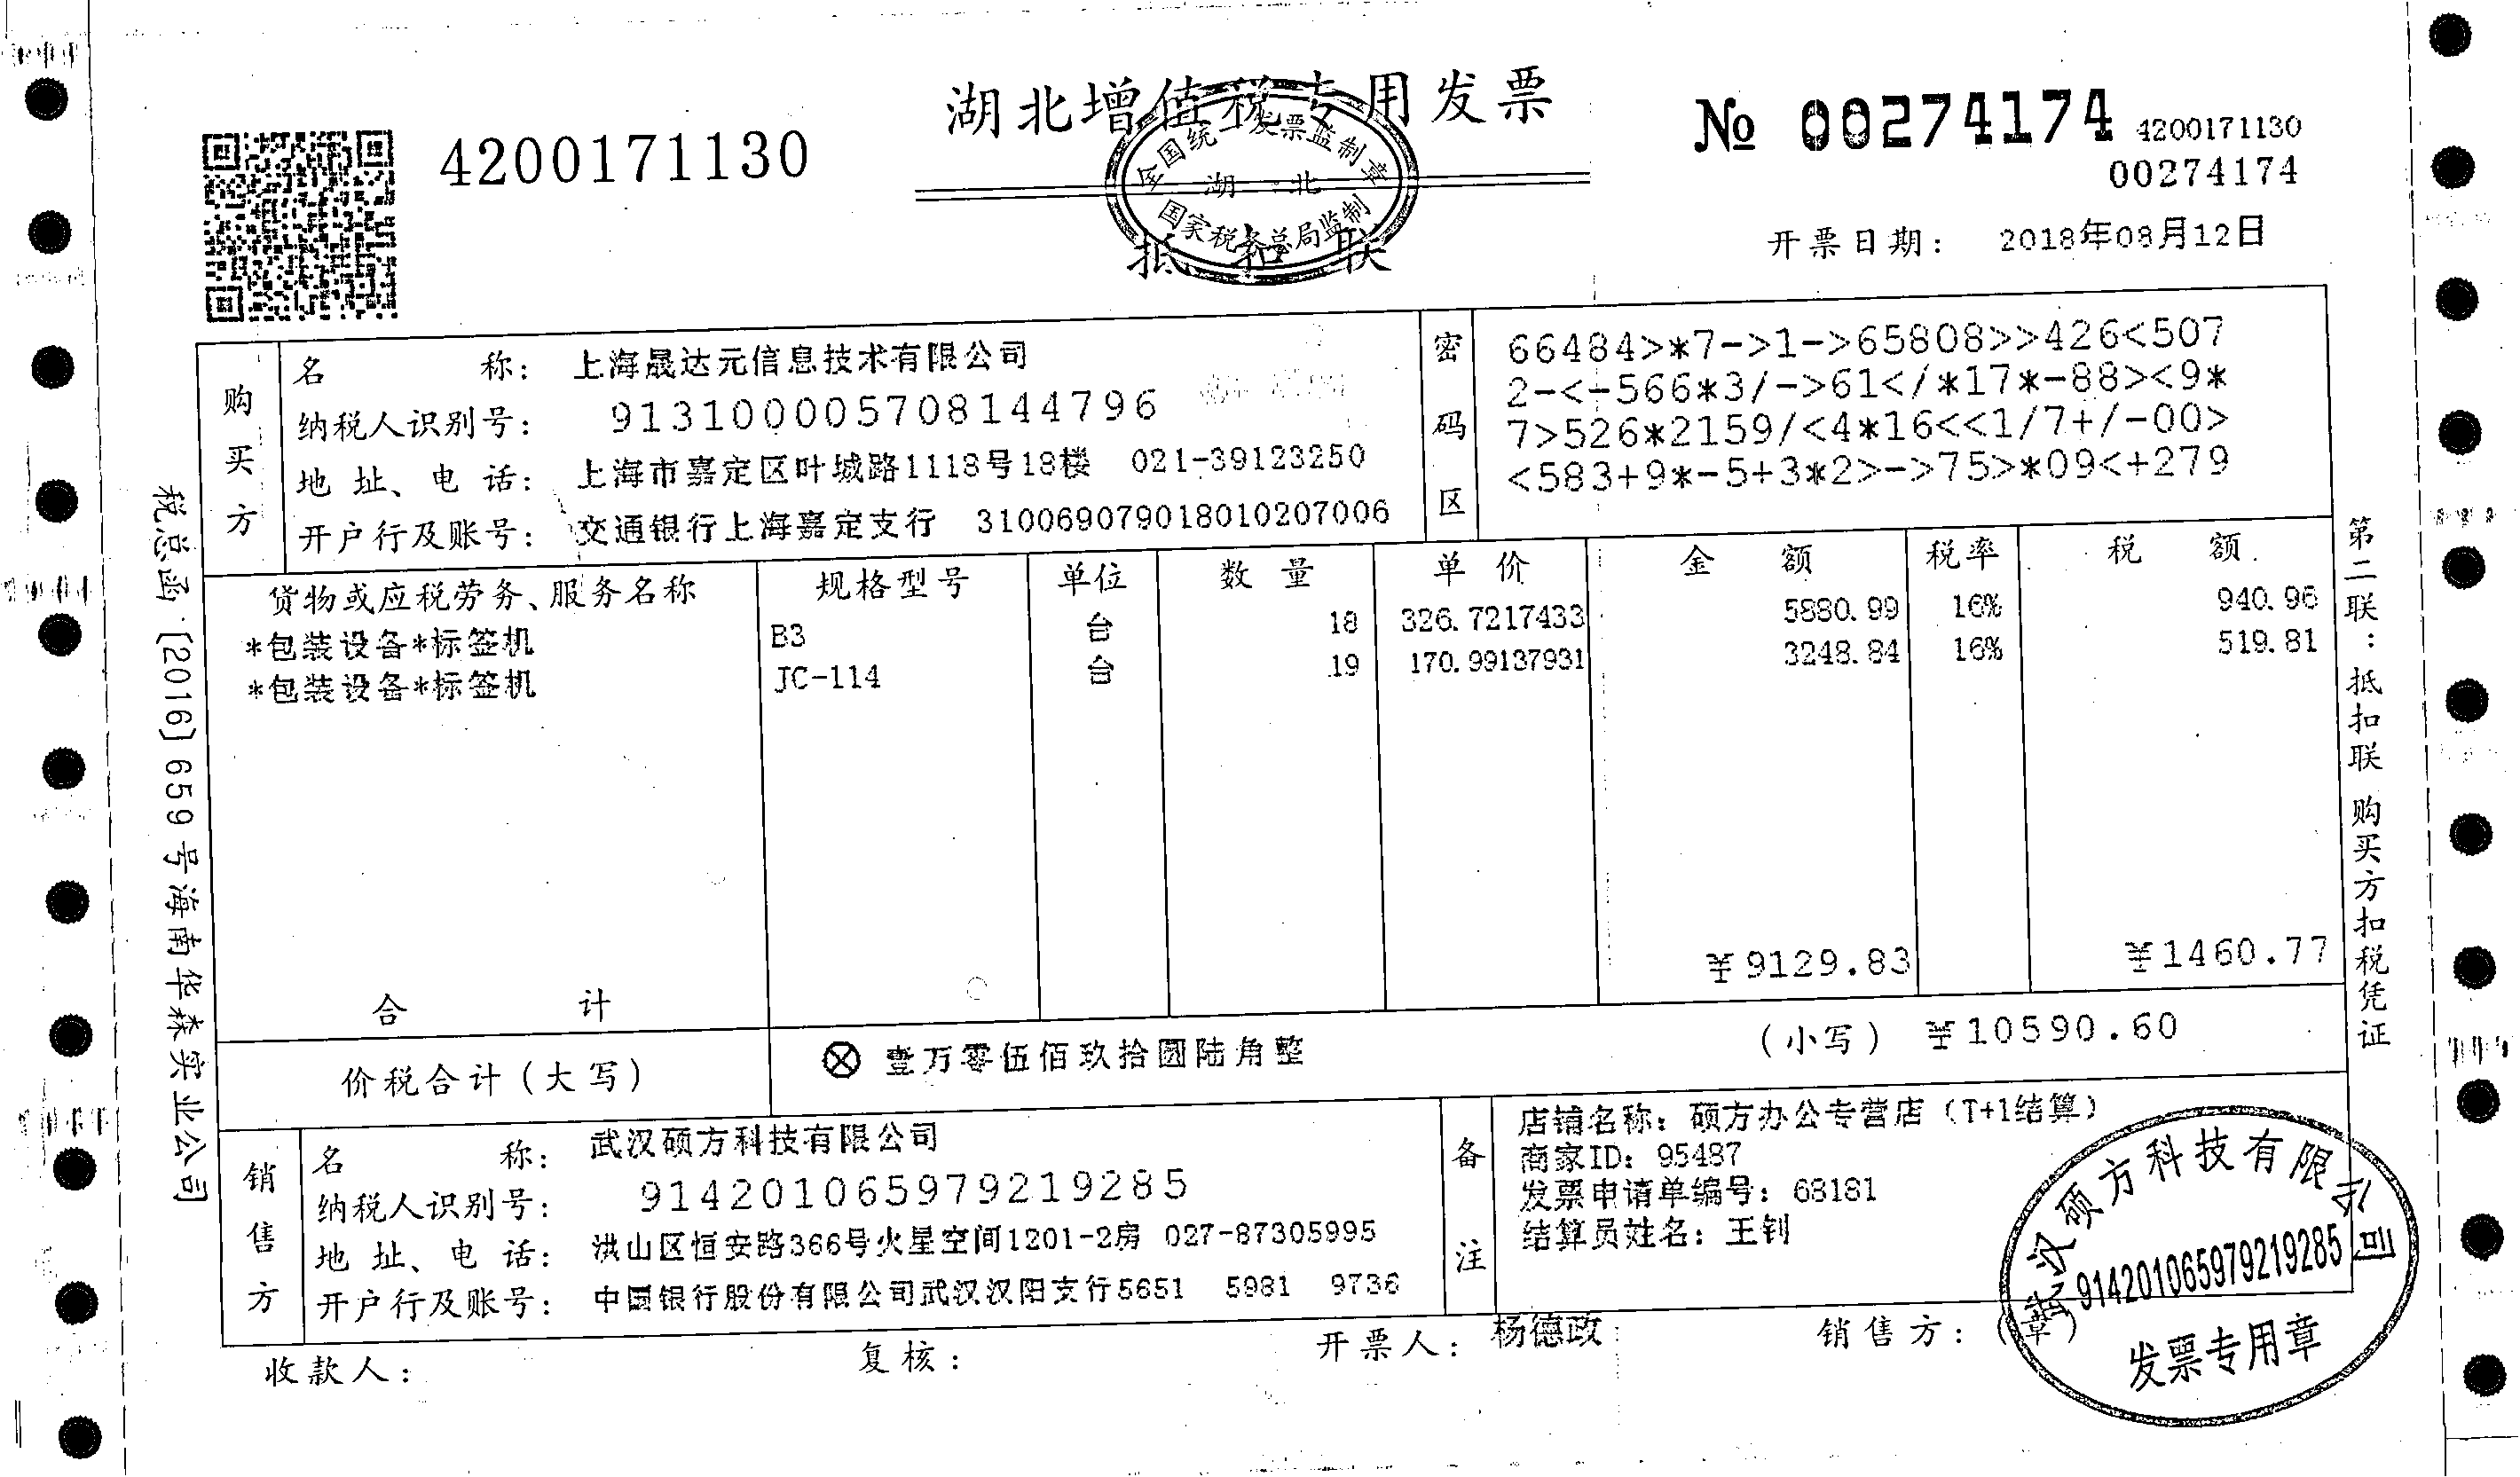 湖北增值税专用发票
4200171130
№ 00274174
4200171130
00274174
全国统一发票监制章
湖北
国家税务总局监制
抵扣联
开票日期： 2018年08月12日
购买方
名称： 上海晟达元信息技术有限公司
纳税人识别号： 913100005708144796
地址、电话： 上海市嘉定区叶城路1118号18楼 021-39123250
开户行及账号： 交通银行上海嘉定支行 310069079018010207006
密码区
66484>*7->1->65808>>426<507
2-<-566*3/->61</*17*-88><9*
7>526*2159/<4*16<<1/7+/-00>
<583+9*-5+3*2>->75>*09<+279
货物或应税劳务、服务名称 规格型号 单位 数量 单价 金额 税率 税额
*包装设备*标签机 B3 台 18 326.7217433 5880.99 16% 940.96
*包装设备*标签机 JC-114 台 19 170.99137931 3248.84 16% 519.81
合计 ¥9129.83 ¥1460.77
价税合计（大写） ⊗ 壹万零伍佰玖拾圆陆角整 （小写） ¥10590.60
销售方
名称： 武汉硕方科技有限公司
纳税人识别号： 914201065979219285
地址、电话： 洪山区恒安路366号火星空间1201-2房 027-87305995
开户行及账号： 中国银行股份有限公司武汉汉阳支行5651 5981 9736
备注
店铺名称：硕方办公专营店（T+1结算）
商家ID：95487
发票申请单编号：68181
结算员姓名：王钊
收款人： 复核： 开票人： 杨德政 销售方：（章）
武汉硕方科技有限公司
914201065979219285
发票专用章
税总函〔2016〕659号海南华森实业公司
第二联：抵扣联 购买方扣税凭证